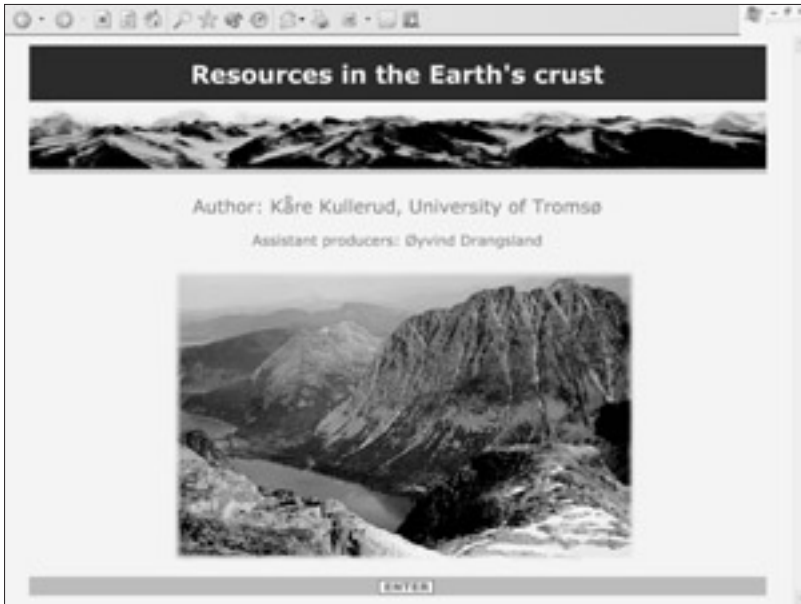 Resources in the Earth's crust
Author: Kåre Kullerud, University of Tromsø
Assistant producers: Øyvind Drangsland
ENTER